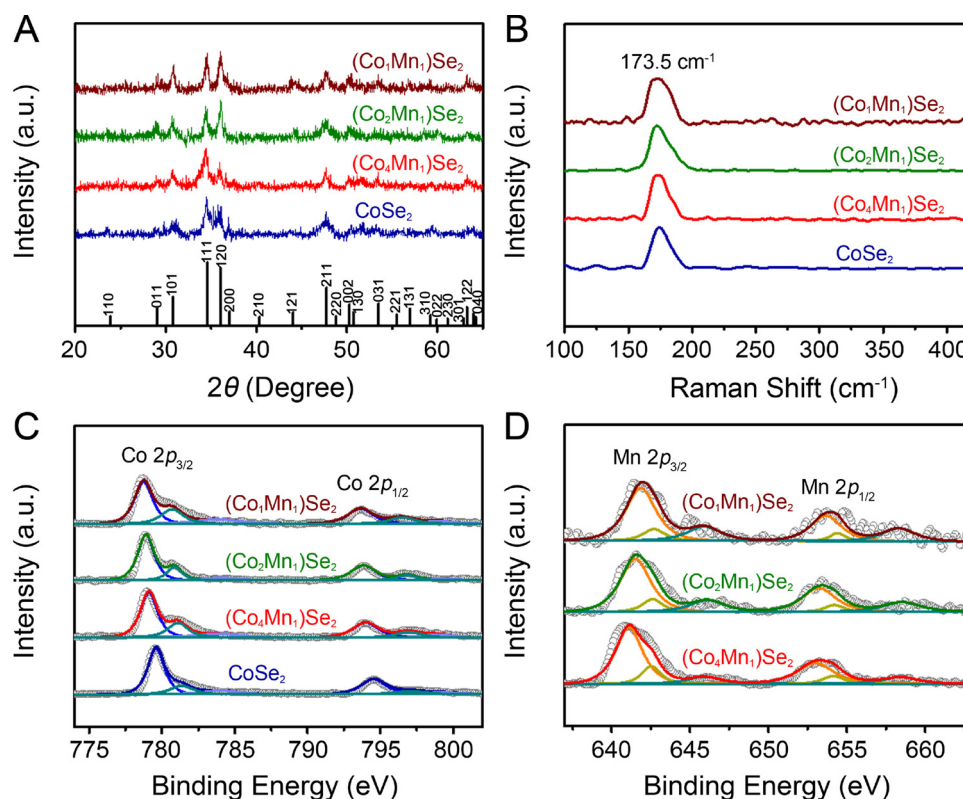 A
Intensity (a.u.)
(Co₁Mn₁)Se₂
(Co₂Mn₁)Se₂
(Co₄Mn₁)Se₂
CoSe₂
110
011
101
111
120
200
210
121
211
220
002
130
031
221
131
310
022
230
301
122
040
20 30 40 50 60
2θ (Degree)
B
Intensity (a.u.)
173.5 cm⁻¹
(Co₁Mn₁)Se₂
(Co₂Mn₁)Se₂
(Co₄Mn₁)Se₂
CoSe₂
100 150 200 250 300 350 400
Raman Shift (cm⁻¹)
C
Intensity (a.u.)
Co 2p₃/₂
Co 2p₁/₂
(Co₁Mn₁)Se₂
(Co₂Mn₁)Se₂
(Co₄Mn₁)Se₂
CoSe₂
775 780 785 790 795 800
Binding Energy (eV)
D
Intensity (a.u.)
Mn 2p₃/₂
Mn 2p₁/₂
(Co₁Mn₁)Se₂
(Co₂Mn₁)Se₂
(Co₄Mn₁)Se₂
640 645 650 655 660
Binding Energy (eV)